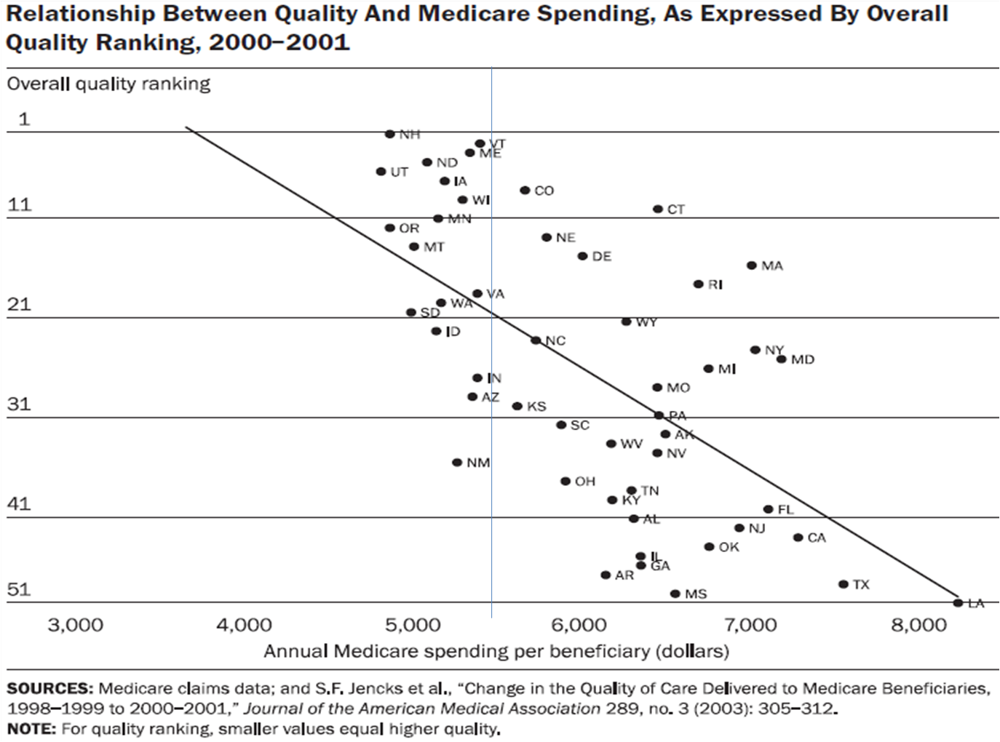 Relationship Between Quality And Medicare Spending, As Expressed By Overall
Quality Ranking, 2000–2001
Overall quality ranking
1
NH
VT
ME
ND
UT
IA
CO
WI
11
CT
MN
OR
NE
MT
DE
MA
RI
VA
21
WA
SD
WY
ID
NC
NY
MD
MI
IN
MO
31
AZ
KS
PA
SC
AK
WV
NV
NM
OH
TN
KY
41
FL
AL
NJ
CA
OK
IL
GA
AR
51
TX
MS
LA
3,000 4,000 5,000 6,000 7,000 8,000
Annual Medicare spending per beneficiary (dollars)
SOURCES: Medicare claims data; and S.F. Jencks et al., “Change in the Quality of Care Delivered to Medicare Beneficiaries,
1998–1999 to 2000–2001,” Journal of the American Medical Association 289, no. 3 (2003): 305–312.
NOTE: For quality ranking, smaller values equal higher quality.